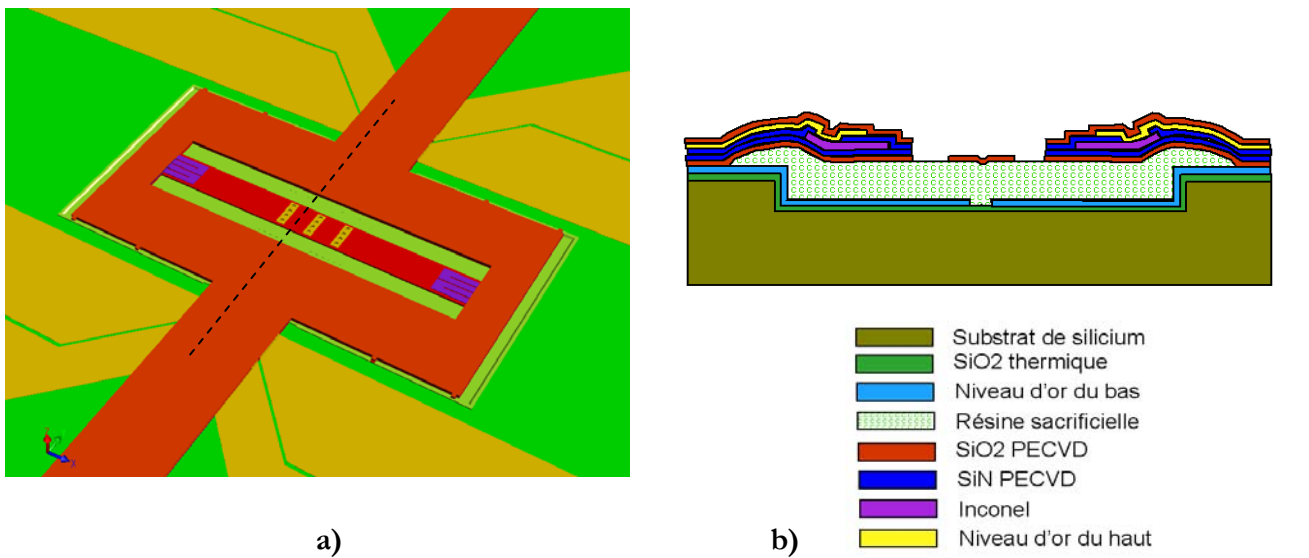 Substrat de silicium
SiO2 thermique
Niveau d'or du bas
Résine sacrificielle
SiO2 PECVD
SiN PECVD
Inconel
Niveau d'or du haut
a)
b)